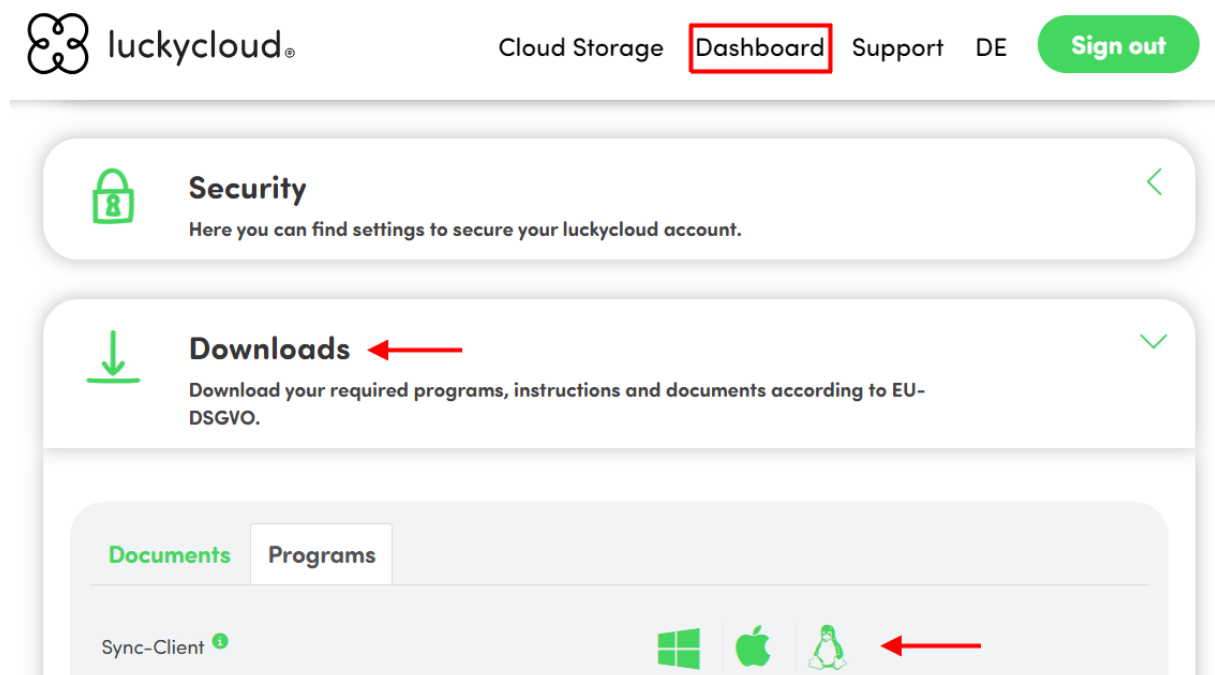 luckycloud®
Cloud Storage Dashboard Support DE Sign out
Security
Here you can find settings to secure your luckycloud account.
Downloads
Download your required programs, instructions and documents according to EU-
DSGVO.
Documents Programs
Sync-Client i